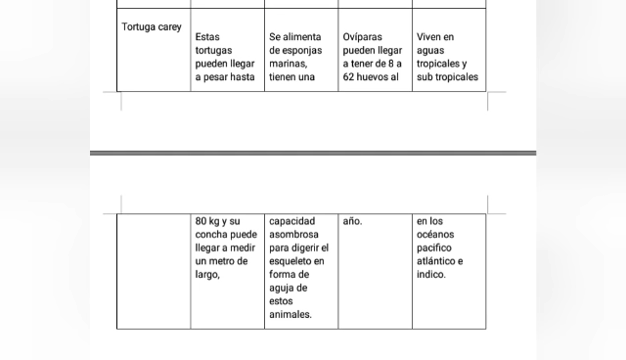 Tortuga carey
Estas
tortugas
pueden llegar
a pesar hasta
Se alimenta
de esponjas
marinas,
tienen una
Ovíparas
pueden llegar
a tener de 8 a
62 huevos al
Viven en
aguas
tropicales y
sub tropicales
80 kg y su
concha puede
llegar a medir
un metro de
largo,
capacidad
asombrosa
para digerir el
esqueleto en
forma de
aguja de
estos
animales.
año.
en los
océanos
pacifico
atlántico e
indico.